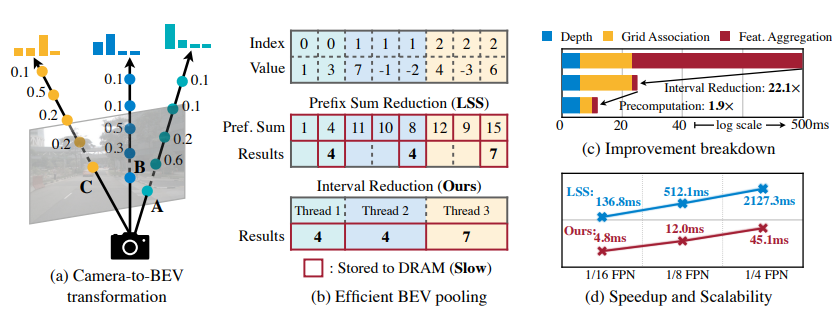 0.1
0.5
0.2
0.2
C
0.1
0.1
0.5
0.3
B
0.1
0.1
0.2
0.6
A
(a) Camera-to-BEV
transformation
Index 0 0 1 1 1 2 2 2
Value 1 3 7 -1 -2 4 -3 6
Prefix Sum Reduction (LSS)
Pref. Sum 1 4 11 10 8 12 9 15
Results 4 4 7
Interval Reduction (Ours)
Thread 1 Thread 2 Thread 3
Results 4 4 7
: Stored to DRAM (Slow)
(b) Efficient BEV pooling
Depth Grid Association Feat. Aggregation
Interval Reduction: 22.1×
Precomputation: 1.9×
0 20 40 log scale 500ms
(c) Improvement breakdown
LSS: 136.8ms 512.1ms 2127.3ms
Ours: 4.8ms 12.0ms 45.1ms
1/16 FPN 1/8 FPN 1/4 FPN
(d) Speedup and Scalability